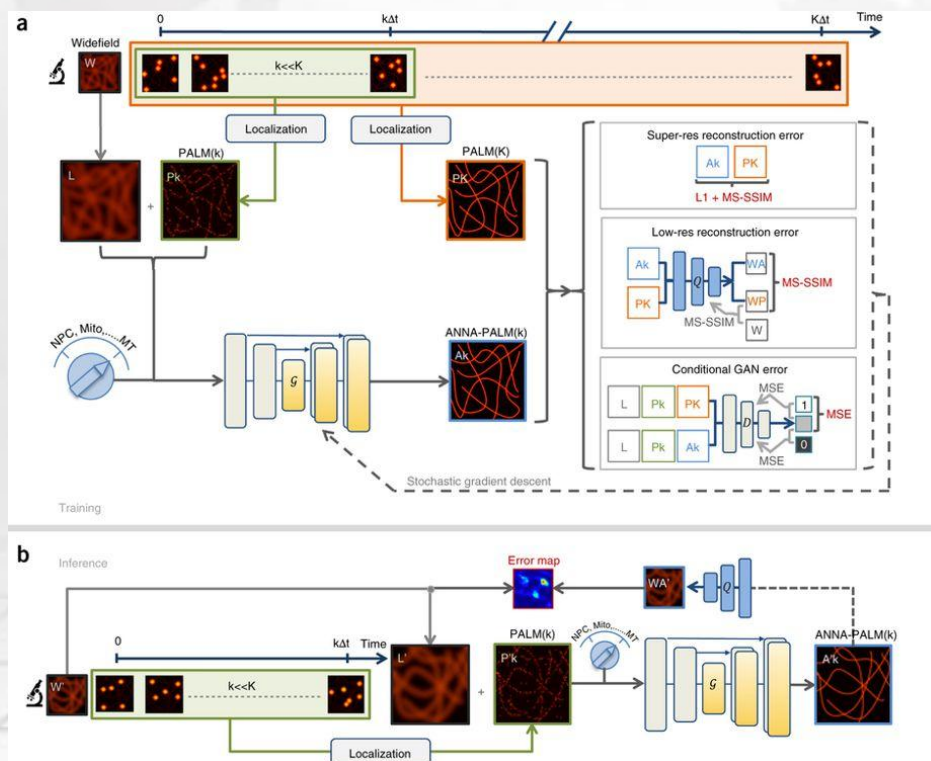 a
0
kΔt
KΔt
Time
Widefield
W
k<<K
Localization
Localization
L
+
PALM(k)
Pk
PALM(K)
PK
NPC, Mito,......MT
G
ANNA-PALM(k)
Ak
Super-res reconstruction error
Ak
PK
L1 + MS-SSIM
Low-res reconstruction error
Ak
PK
Q
WA
WP
W
MS-SSIM
MS-SSIM
Conditional GAN error
L
Pk
PK
L
Pk
Ak
D
MSE
1
0
MSE
MSE
Stochastic gradient descent
Training
b
Inference
Error map
WA'
Q
0
kΔt
Time
W'
k<<K
L'
+
PALM(k)
P'k
NPC, Mito,......MT
G
ANNA-PALM(k)
A'k
Localization